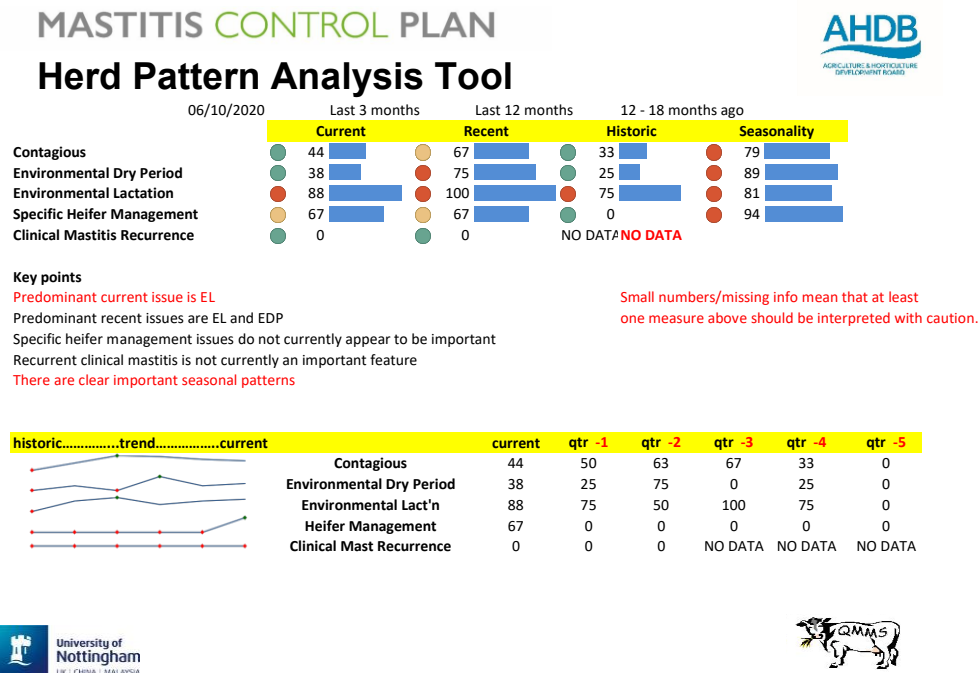 MASTITIS CONTROL PLAN
AHDB
AGRICULTURE & HORTICULTURE
DEVELOPMENT BOARD
Herd Pattern Analysis Tool
06/10/2020 Last 3 months Last 12 months 12 - 18 months ago
Current Recent Historic Seasonality
Contagious 44 67 33 79
Environmental Dry Period 38 75 25 89
Environmental Lactation 88 100 75 81
Specific Heifer Management 67 67 0 94
Clinical Mastitis Recurrence 0 0 NO DATA NO DATA
Key points
Predominant current issue is EL
Small numbers/missing info mean that at least
Predominant recent issues are EL and EDP
one measure above should be interpreted with caution.
Specific heifer management issues do not currently appear to be important
Recurrent clinical mastitis is not currently an important feature
There are clear important seasonal patterns
historic…………...trend……………..current current qtr -1 qtr -2 qtr -3 qtr -4 qtr -5
Contagious 44 50 63 67 33 0
Environmental Dry Period 38 25 75 0 25 0
Environmental Lact'n 88 75 50 100 75 0
Heifer Management 67 0 0 0 0 0
Clinical Mast Recurrence 0 0 0 NO DATA NO DATA NO DATA
University of
Nottingham
UK | CHINA | MALAYSIA
QMMS